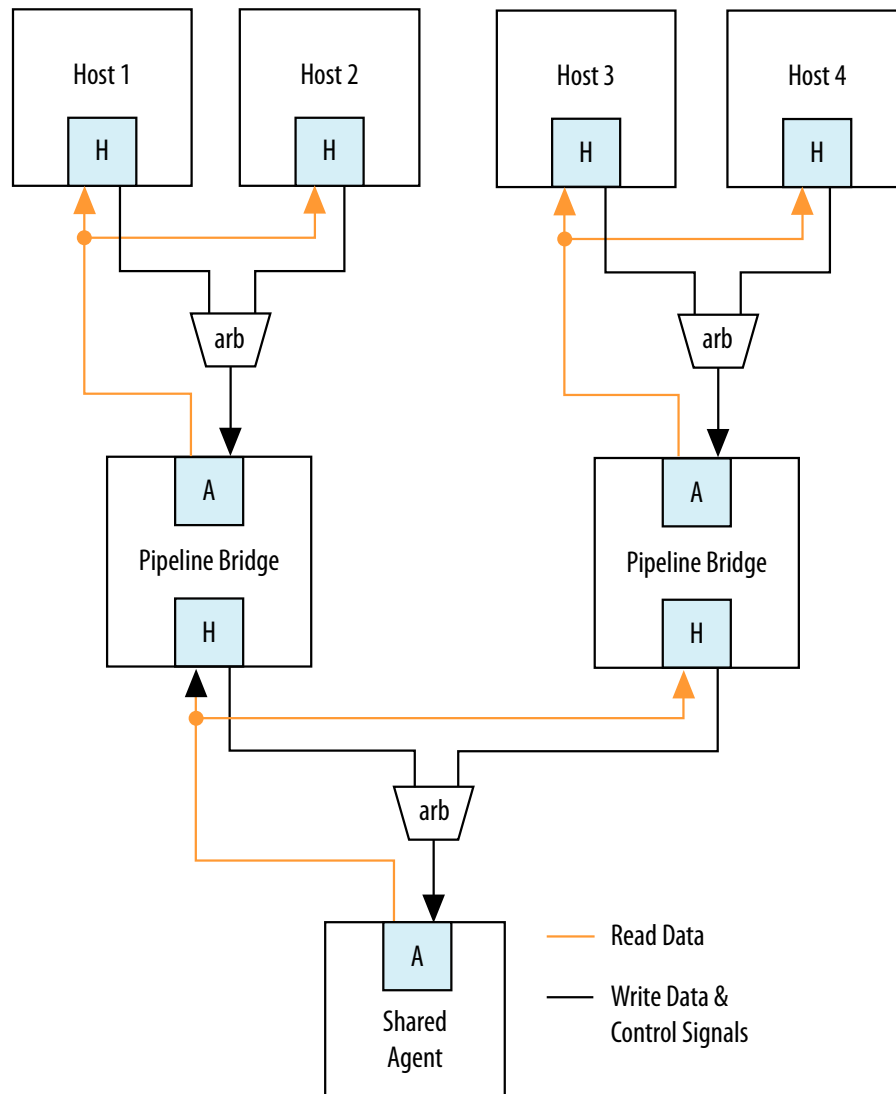 Host 1
Host 2
Host 3
Host 4
H
H
H
H
arb
arb
A
A
Pipeline Bridge
Pipeline Bridge
H
H
arb
A
Shared
Agent
Read Data
Write Data &
Control Signals